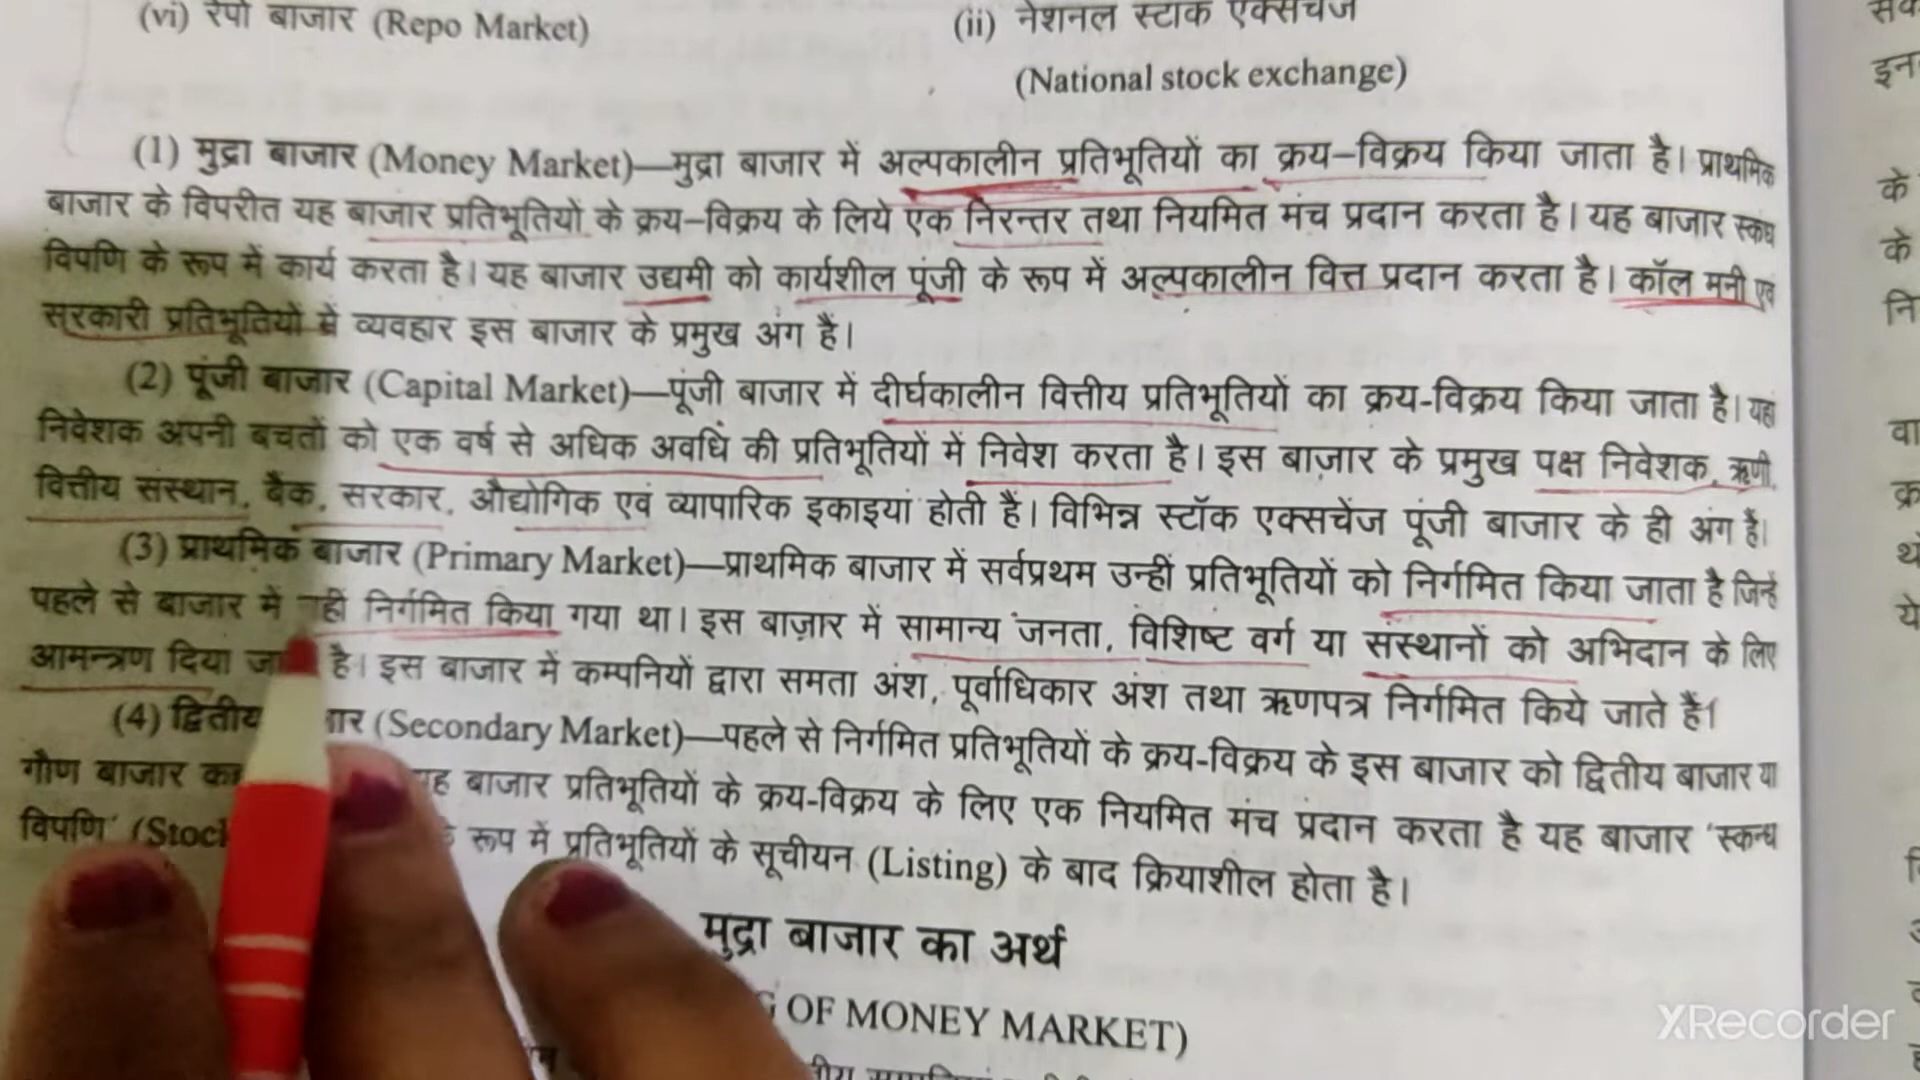 (vi) रेपो बाजार (Repo Market)
(ii) नेशनल स्टॉक एक्सचेंज
(National stock exchange)
(1) मुद्रा बाजार (Money Market)—मुद्रा बाजार में अल्पकालीन प्रतिभूतियों का क्रय–विक्रय किया जाता है। प्राथमिक
बाजार के विपरीत यह बाजार प्रतिभूतियों के क्रय–विक्रय के लिये एक निरन्तर तथा नियमित मंच प्रदान करता है। यह बाजार स्कन्ध
विपणि के रूप में कार्य करता है। यह बाजार उद्यमी को कार्यशील पूंजी के रूप में अल्पकालीन वित्त प्रदान करता है। कॉल मनी एवं
सरकारी प्रतिभूतियों में व्यवहार इस बाजार के प्रमुख अंग हैं।
(2) पूंजी बाजार (Capital Market)—पूंजी बाजार में दीर्घकालीन वित्तीय प्रतिभूतियों का क्रय-विक्रय किया जाता है। यहां
निवेशक अपनी बचतों को एक वर्ष से अधिक अवधि की प्रतिभूतियों में निवेश करता है। इस बाज़ार के प्रमुख पक्ष निवेशक, ऋणी,
वित्तीय संस्थान, बैंक, सरकार, औद्योगिक एवं व्यापारिक इकाइयां होती हैं। विभिन्न स्टॉक एक्सचेंज पूंजी बाजार के ही अंग हैं।
(3) प्राथमिक बाजार (Primary Market)—प्राथमिक बाजार में सर्वप्रथम उन्हीं प्रतिभूतियों को निर्गमित किया जाता है जिन्हें
पहले से बाजार में नहीं निर्गमित किया गया था। इस बाज़ार में सामान्य जनता, विशिष्ट वर्ग या संस्थानों को अभिदान के लिए
आमन्त्रण दिया है। इस बाजार में कम्पनियों द्वारा समता अंश, पूर्वाधिकार अंश तथा ऋणपत्र निर्गमित किये जाते हैं।
(4) द्वितीय (Secondary Market)—पहले से निर्गमित प्रतिभूतियों के क्रय-विक्रय के इस बाजार को द्वितीय बाजार या
गौण बाजार यह बाजार प्रतिभूतियों के क्रय-विक्रय के लिए एक नियमित मंच प्रंदान करता है यह बाजार 'स्कन्ध
विपणि' (Stock के रूप में प्रतिभूतियों के सूचीयन (Listing) के बाद क्रियाशील होता है।
मुद्रा बाजार का अर्थ
OF MONEY MARKET)
XRecorder